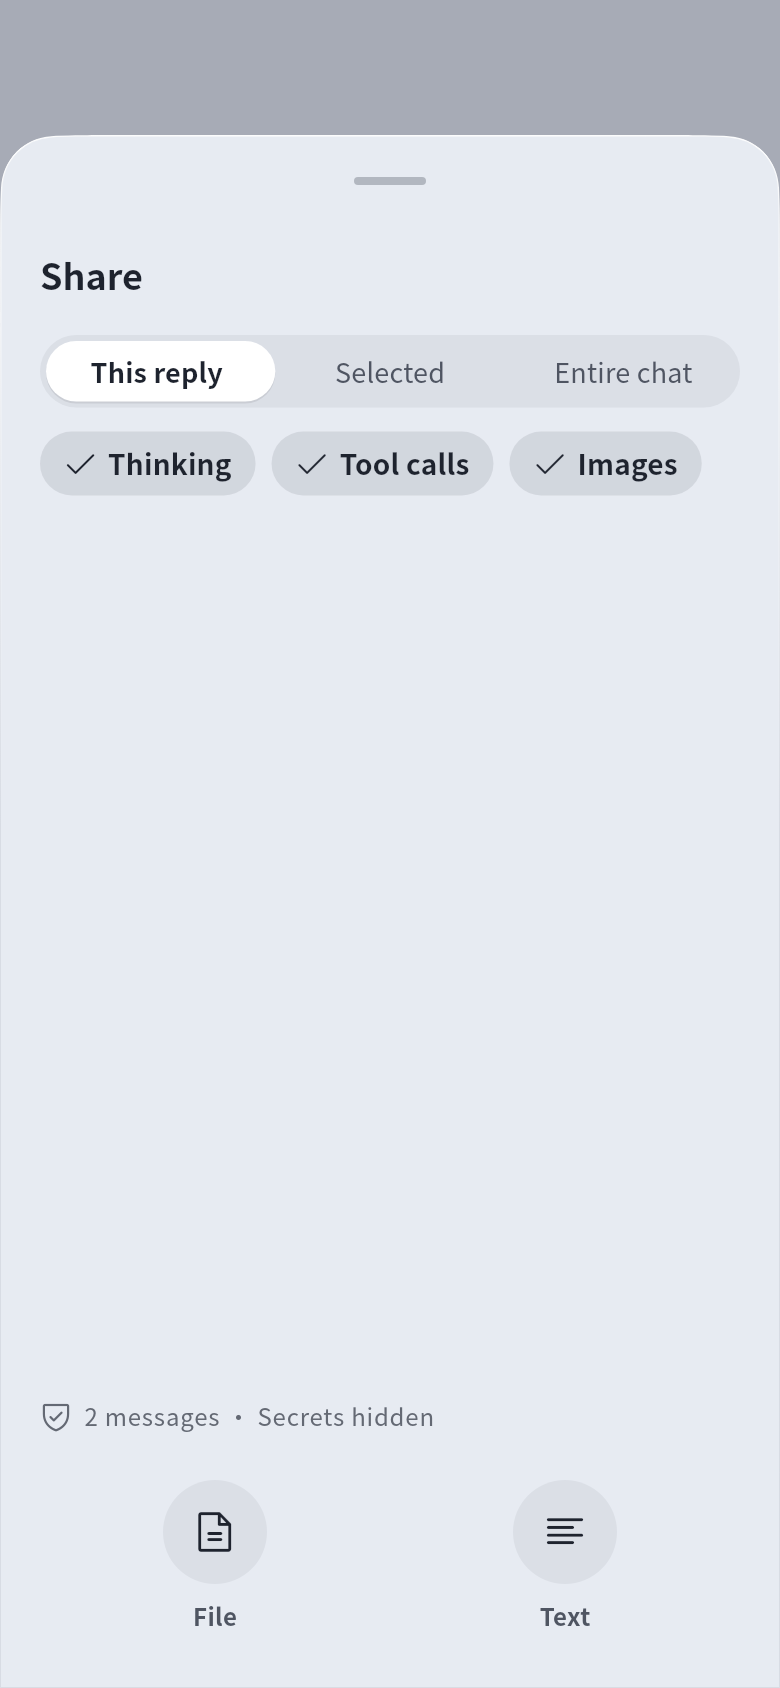 Share
This reply Selected Entire chat
Thinking Tool calls Images
2 messages • Secrets hidden
File Text